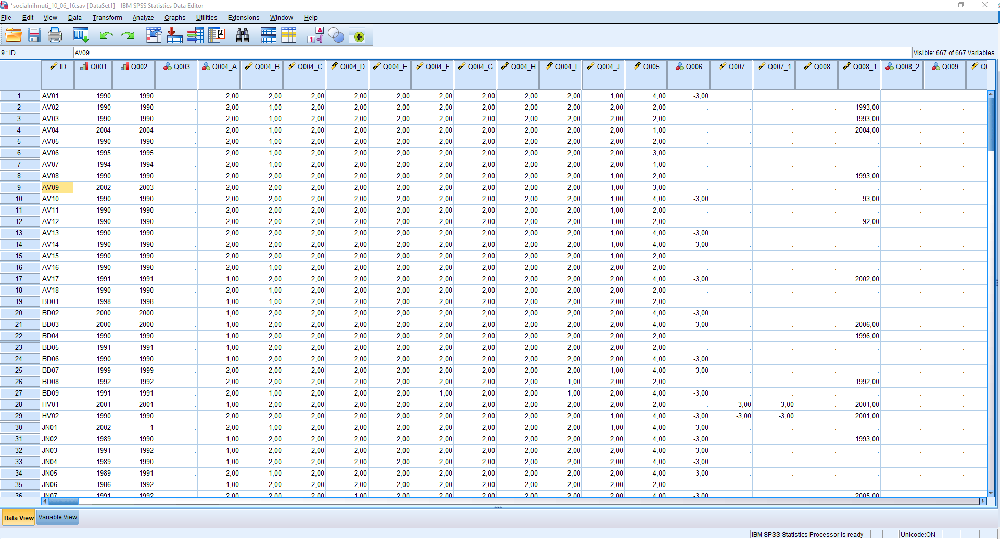 *socialnihnuti_10_06_16.sav [DataSet1] - IBM SPSS Statistics Data Editor
File Edit View Data Transform Analyze Graphs Utilities Extensions Window Help
9 : ID AV09 Visible: 667 of 667 Variables
ID Q001 Q002 Q003 Q004_A Q004_B Q004_C Q004_D Q004_E Q004_F Q004_G Q004_H Q004_I Q004_J Q005 Q006 Q007 Q007_1 Q008 Q008_1 Q008_2 Q009
1 AV01 1990 1990 . 2,00 2,00 2,00 2,00 2,00 2,00 2,00 2,00 2,00 1,00 4,00 -3,00 . . . . . .
2 AV02 1990 1990 . 2,00 1,00 2,00 2,00 2,00 2,00 2,00 2,00 2,00 2,00 2,00 . . . . 1993,00 . .
3 AV03 1990 1990 . 2,00 1,00 2,00 2,00 2,00 2,00 2,00 2,00 2,00 2,00 2,00 . . . . 1993,00 . .
4 AV04 2004 2004 . 2,00 1,00 2,00 2,00 2,00 2,00 2,00 2,00 2,00 2,00 1,00 . . . . 2004,00 . .
5 AV05 1990 1990 . 2,00 1,00 2,00 2,00 2,00 2,00 2,00 2,00 2,00 2,00 2,00 . . . . . . .
6 AV06 1995 1995 . 2,00 1,00 2,00 2,00 2,00 2,00 2,00 2,00 2,00 2,00 3,00 . . . . . . .
7 AV07 1994 1994 . 2,00 1,00 2,00 2,00 2,00 2,00 2,00 2,00 2,00 2,00 1,00 . . . . . . .
8 AV08 1990 1990 . 2,00 2,00 2,00 2,00 2,00 2,00 2,00 2,00 2,00 1,00 2,00 . . . . 1993,00 . .
9 AV09 2002 2003 . 2,00 2,00 2,00 2,00 2,00 2,00 2,00 2,00 2,00 1,00 3,00 . . . . . . .
10 AV10 1990 1990 . 2,00 2,00 2,00 2,00 2,00 2,00 2,00 2,00 2,00 1,00 4,00 -3,00 . . . 93,00 . .
11 AV11 1990 1990 . 2,00 2,00 2,00 2,00 2,00 2,00 2,00 2,00 2,00 1,00 2,00 . . . . . . .
12 AV12 1990 1990 . 2,00 2,00 2,00 2,00 2,00 2,00 2,00 2,00 2,00 1,00 2,00 . . . . 92,00 . .
13 AV13 1990 1990 . 2,00 2,00 2,00 2,00 2,00 2,00 2,00 2,00 2,00 1,00 4,00 -3,00 . . . . . .
14 AV14 1990 1990 . 2,00 2,00 2,00 2,00 2,00 2,00 2,00 2,00 2,00 1,00 4,00 -3,00 . . . . . .
15 AV15 1990 1990 . 2,00 2,00 2,00 2,00 2,00 2,00 2,00 2,00 2,00 1,00 2,00 . . . . . . .
16 AV16 1990 1990 . 2,00 1,00 2,00 2,00 2,00 2,00 2,00 2,00 2,00 2,00 2,00 . . . . . . .
17 AV17 1991 1991 . 1,00 2,00 2,00 2,00 2,00 2,00 2,00 2,00 2,00 2,00 4,00 -3,00 . . . 2002,00 . .
18 AV18 1990 1990 . 2,00 1,00 2,00 2,00 2,00 2,00 2,00 2,00 2,00 2,00 2,00 . . . . . . .
19 BD01 1998 1998 . 1,00 1,00 2,00 2,00 2,00 2,00 2,00 2,00 2,00 2,00 2,00 . . . . . . .
20 BD02 2000 2000 . 1,00 2,00 2,00 2,00 2,00 2,00 2,00 2,00 2,00 2,00 4,00 -3,00 . . . . . .
21 BD03 2000 2000 . 1,00 2,00 2,00 2,00 2,00 2,00 2,00 2,00 2,00 2,00 4,00 -3,00 . . . 2006,00 . .
22 BD04 1990 1990 . 1,00 2,00 2,00 2,00 2,00 2,00 2,00 2,00 2,00 2,00 2,00 . . . . 1996,00 . .
23 BD05 1991 1991 . 1,00 2,00 2,00 2,00 2,00 2,00 2,00 2,00 2,00 2,00 2,00 . . . . . . .
24 BD06 1990 1990 . 1,00 2,00 2,00 2,00 2,00 2,00 2,00 2,00 2,00 2,00 4,00 -3,00 . . . . . .
25 BD07 1999 1999 . 2,00 2,00 2,00 2,00 2,00 2,00 2,00 2,00 2,00 1,00 4,00 -3,00 . . . . . .
26 BD08 1992 1992 . 2,00 2,00 2,00 2,00 2,00 2,00 2,00 2,00 1,00 2,00 2,00 . . . . 1992,00 . .
27 BD09 1991 1991 . 2,00 1,00 2,00 2,00 2,00 1,00 2,00 2,00 1,00 2,00 4,00 -3,00 . . . . . .
28 HV01 2001 2001 . 1,00 2,00 2,00 2,00 2,00 2,00 2,00 2,00 2,00 2,00 2,00 . -3,00 -3,00 . 2001,00 . .
29 HV02 1990 1990 . 2,00 2,00 2,00 2,00 2,00 2,00 2,00 2,00 2,00 1,00 4,00 -3,00 -3,00 -3,00 . 2001,00 . .
30 JN01 2002 1 . 2,00 1,00 2,00 2,00 2,00 2,00 2,00 2,00 2,00 1,00 4,00 -3,00 . . . . . .
31 JN02 1989 1990 . 1,00 2,00 2,00 2,00 2,00 2,00 2,00 2,00 2,00 2,00 4,00 -3,00 . . . 1993,00 . .
32 JN03 1991 1992 . 1,00 2,00 2,00 2,00 2,00 2,00 2,00 2,00 2,00 2,00 4,00 -3,00 . . . . . .
33 JN04 1989 1990 . 1,00 2,00 2,00 2,00 2,00 2,00 2,00 2,00 2,00 2,00 4,00 -3,00 . . . . . .
34 JN05 1989 1991 . 2,00 1,00 2,00 2,00 2,00 2,00 2,00 2,00 2,00 2,00 4,00 -3,00 . . . . . .
35 JN06 1986 1992 . 1,00 2,00 2,00 2,00 2,00 2,00 2,00 2,00 2,00 2,00 2,00 . . . . . . .
36 JN07 1991 1992 . 2,00 2,00 2,00 1,00 2,00 2,00 2,00 2,00 2,00 2,00 4,00 -3,00 . . . 2005,00 . .
Data View Variable View
IBM SPSS Statistics Processor is ready Unicode:ON